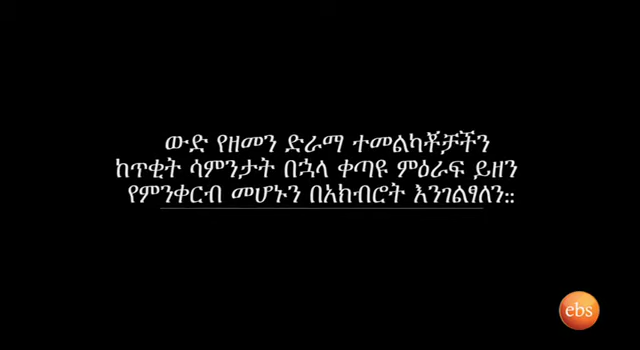 ውድ የዘመን ድራማ ተመልካቾቻችን
ከጥቂት ሳምንታት በኋላ ቀጣዩ ምዕራፍ ይዘን
የምንቀርብ መሆኑን በአክብሮት እንገልፃለን።
ebs